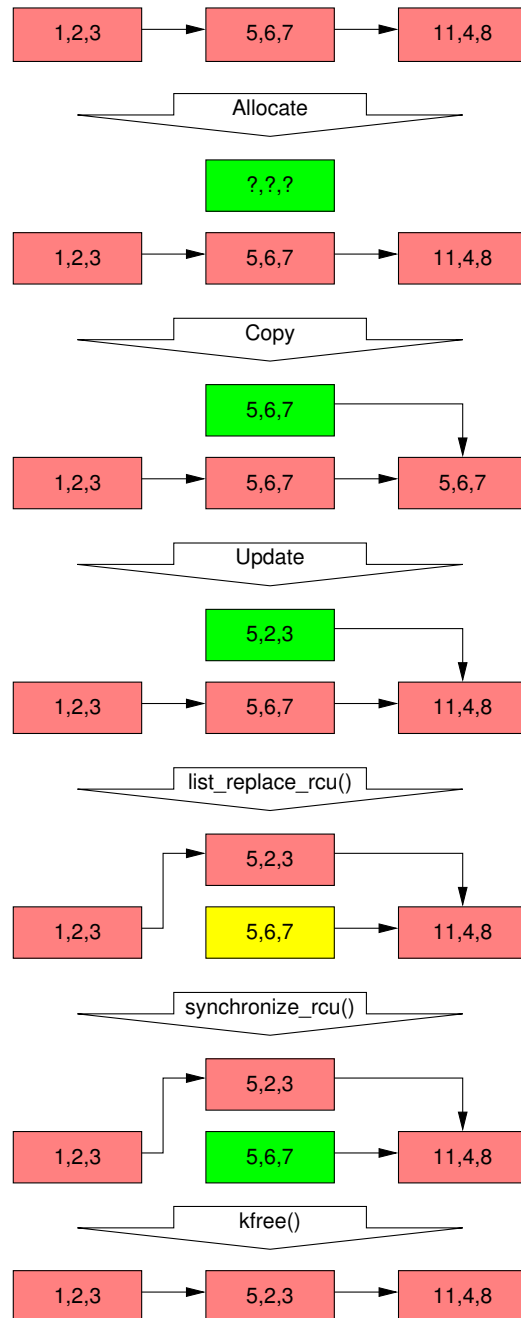 1,2,3 5,6,7 11,4,8
Allocate
?,?,?
1,2,3 5,6,7 11,4,8
Copy
5,6,7
1,2,3 5,6,7 5,6,7
Update
5,2,3
1,2,3 5,6,7 11,4,8
list_replace_rcu()
5,2,3
1,2,3 5,6,7 11,4,8
synchronize_rcu()
5,2,3
1,2,3 5,6,7 11,4,8
kfree()
1,2,3 5,2,3 11,4,8